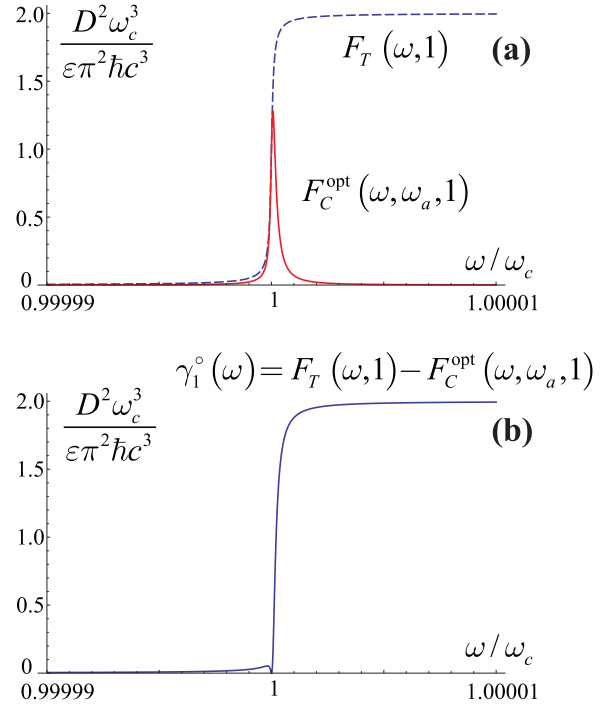 2.0
D²ω_c³ / επ²ħc³
F_T (ω,1)
(a)
1.5
1.0
F_C^opt (ω, ω_a, 1)
0.5
ω / ω_c
0
0.99999
1
1.00001
γ₁° (ω) = F_T (ω,1) − F_C^opt (ω, ω_a, 1)
2.0
D²ω_c³ / επ²ħc³
(b)
1.5
1.0
0.5
ω / ω_c
0
0.99999
1
1.00001